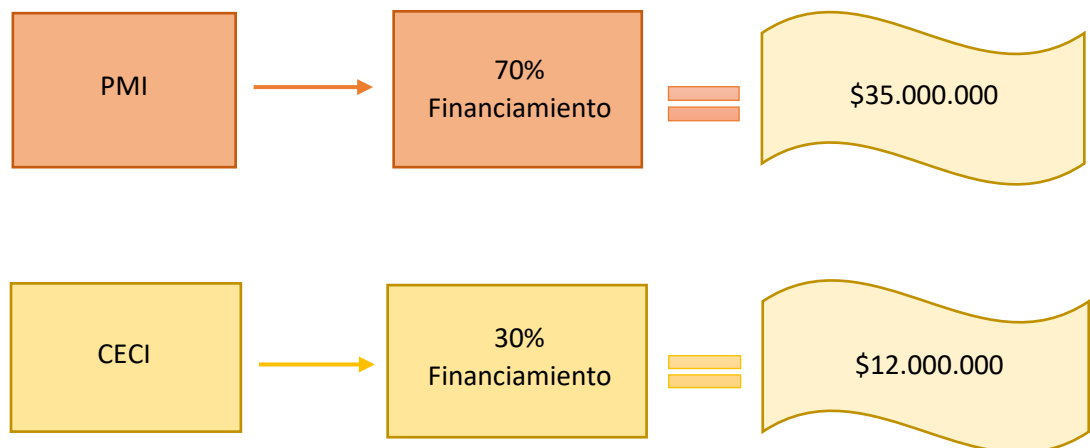 PMI
70%
Financiamiento
$35.000.000
CECI
30%
Financiamiento
$12.000.000